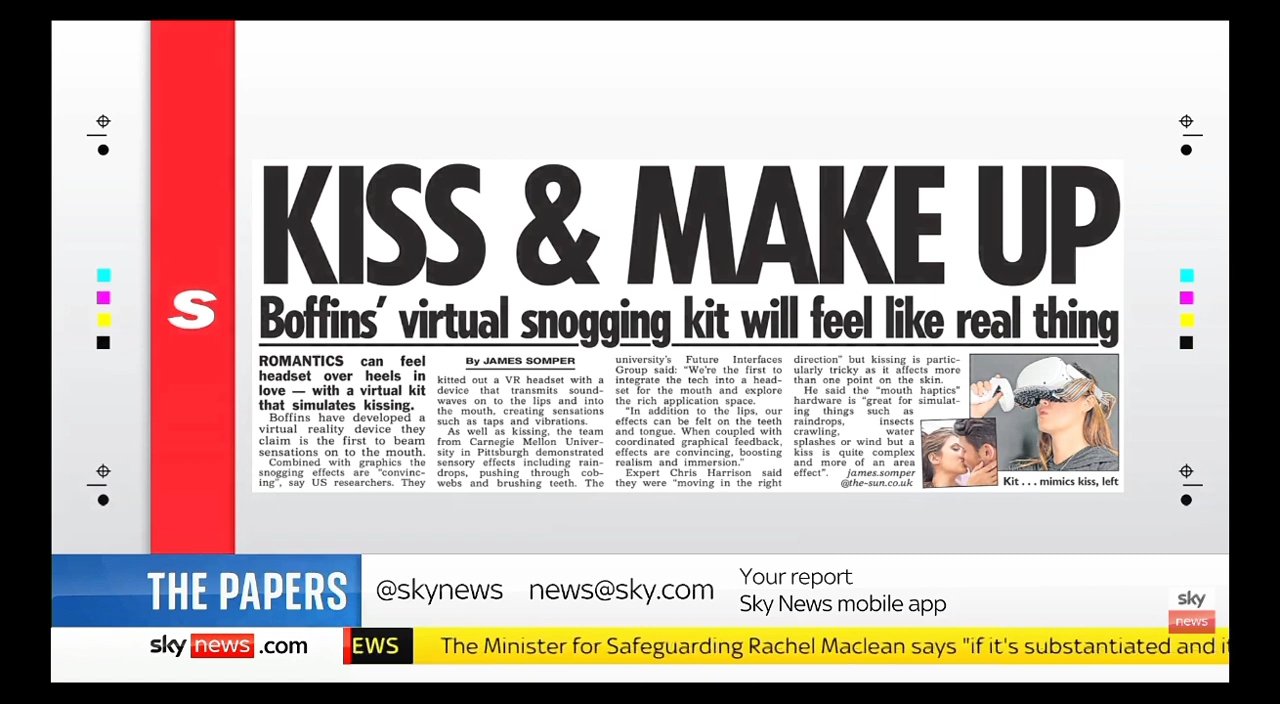 S
KISS & MAKE UP
Boffins' virtual snogging kit will feel like real thing
ROMANTICS can feel
headset over heels in
love — with a virtual kit
that simulates kissing.
Boffins have developed a
virtual reality device they
claim is the first to beam
sensations on to the mouth.
Combined with graphics the
snogging effects are "convinc-
ing", say US researchers. They
By JAMES SOMPER
kitted out a VR headset with a
device that transmits sound-
waves on to the lips and into
the mouth, creating sensations
such as taps and vibrations.
As well as kissing, the team
from Carnegie Mellon Univer-
sity in Pittsburgh demonstrated
sensory effects including rain-
drops, pushing through cob-
webs and brushing teeth. The
university's Future Interfaces
Group said: "We're the first to
integrate the tech into a head-
set for the mouth and explore
the rich application space.
"In addition to the lips, our
effects can be felt on the teeth
and tongue. When coupled with
coordinated graphical feedback,
effects are convincing, boosting
realism and immersion."
Expert Chris Harrison said
they were "moving in the right
direction" but kissing is partic-
ularly tricky as it affects more
than one point on the skin.
He said the "mouth haptics"
hardware is "great for simulat-
ing things such as
raindrops, insects
crawling, water
splashes or wind but a
kiss is quite complex
and more of an area
effect". james.somper
@the-sun.co.uk
Kit . . . mimics kiss, left
THE PAPERS
@skynews news@sky.com
Your report
Sky News mobile app
sky
news
sky news .com
EWS
The Minister for Safeguarding Rachel Maclean says "if it's substantiated and it